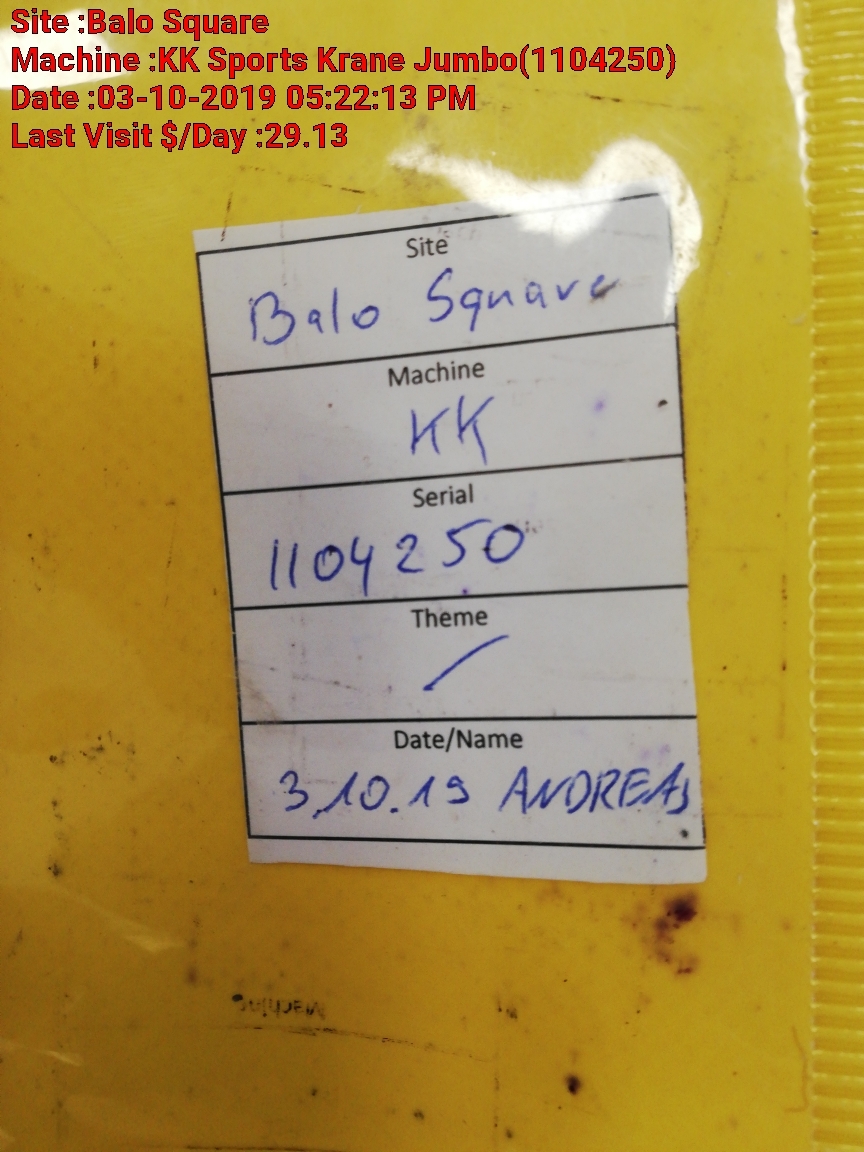 Site :Balo Square
Machine :KK Sports Krane Jumbo(1104250)
Date :03-10-2019 05:22:13 PM
Last Visit $/Day :29.13
Site
Balo Square
Machine
KK
Serial
1104250
Theme
/
Date/Name
3.10.19 ANDREAS
Machine